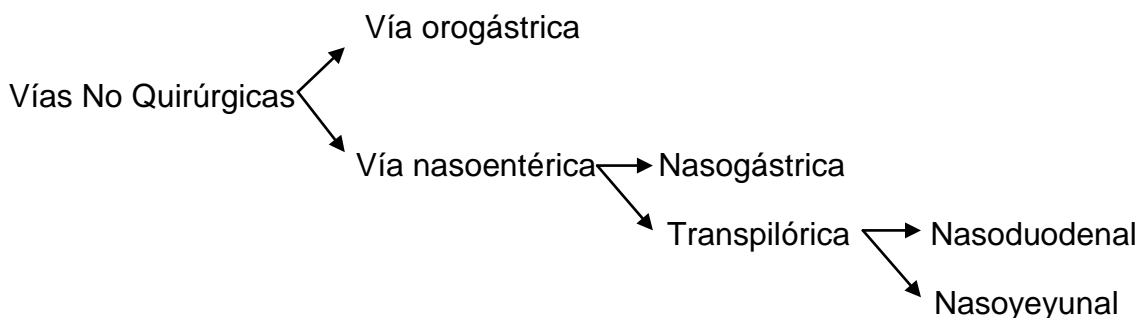 Vía orogástrica
Vías No Quirúrgicas
Vía nasoentérica
Nasogástrica
Transpilórica
Nasoduodenal
Nasoyeyunal